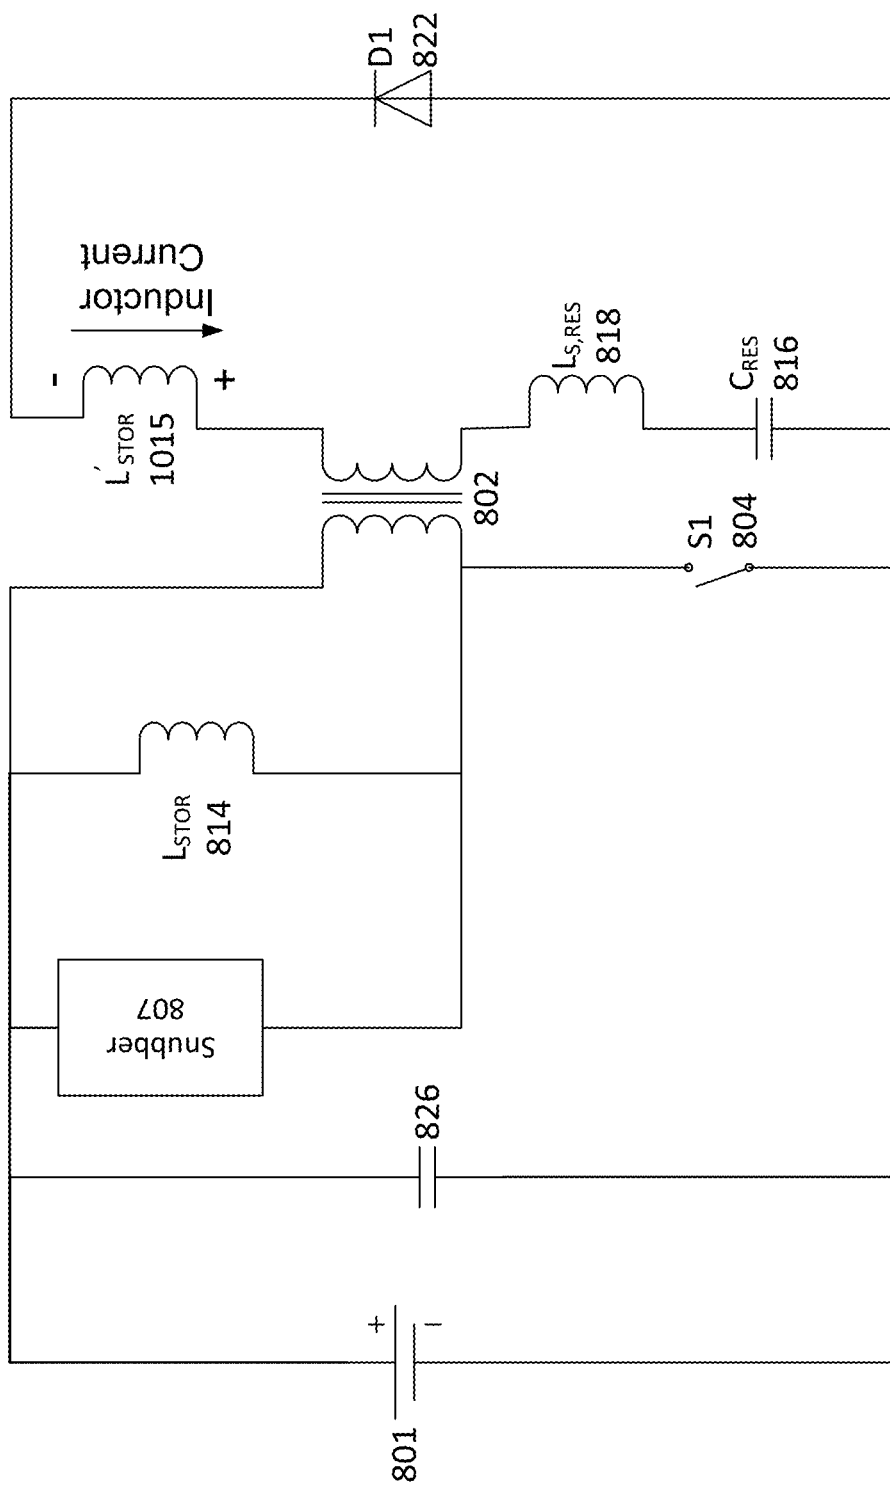 D1
822
Inductor
Current
-
+
L'STOR
1015
LS,RES
818
CRES
816
802
S1
804
LSTOR
814
Snubber
807
826
+
−
801